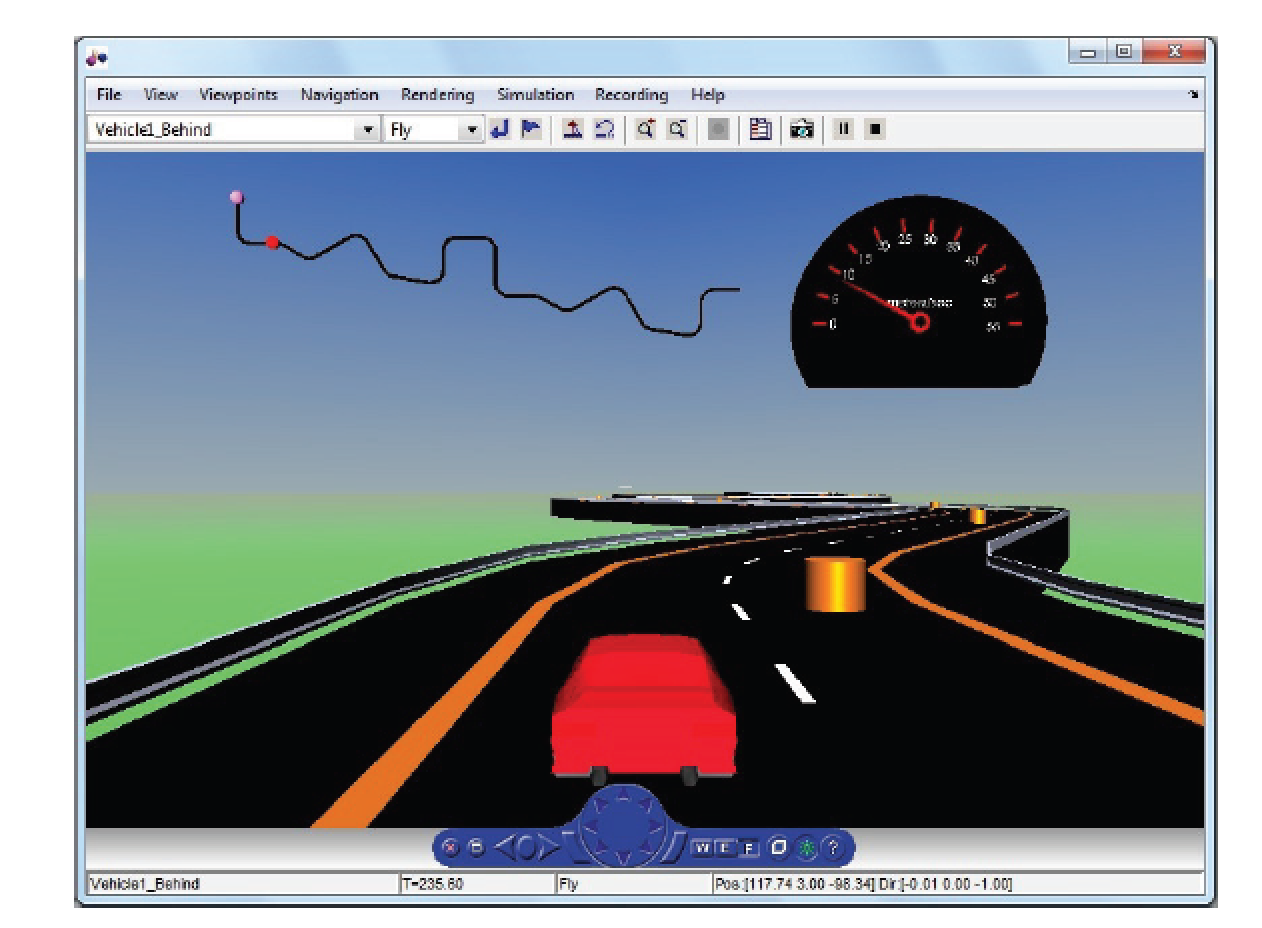 File View Viewpoints Navigation Rendering Simulation Recording Help
Vehicle1_Behind Fly
0 5 10 15 20 25 30 35 40 45 50 55
meters/sec
W E F ?
Vehicle1_Behind T=235.60 Fly Pos:[117.74 3.00 -98.34] Dir:[-0.01 0.00 -1.00]